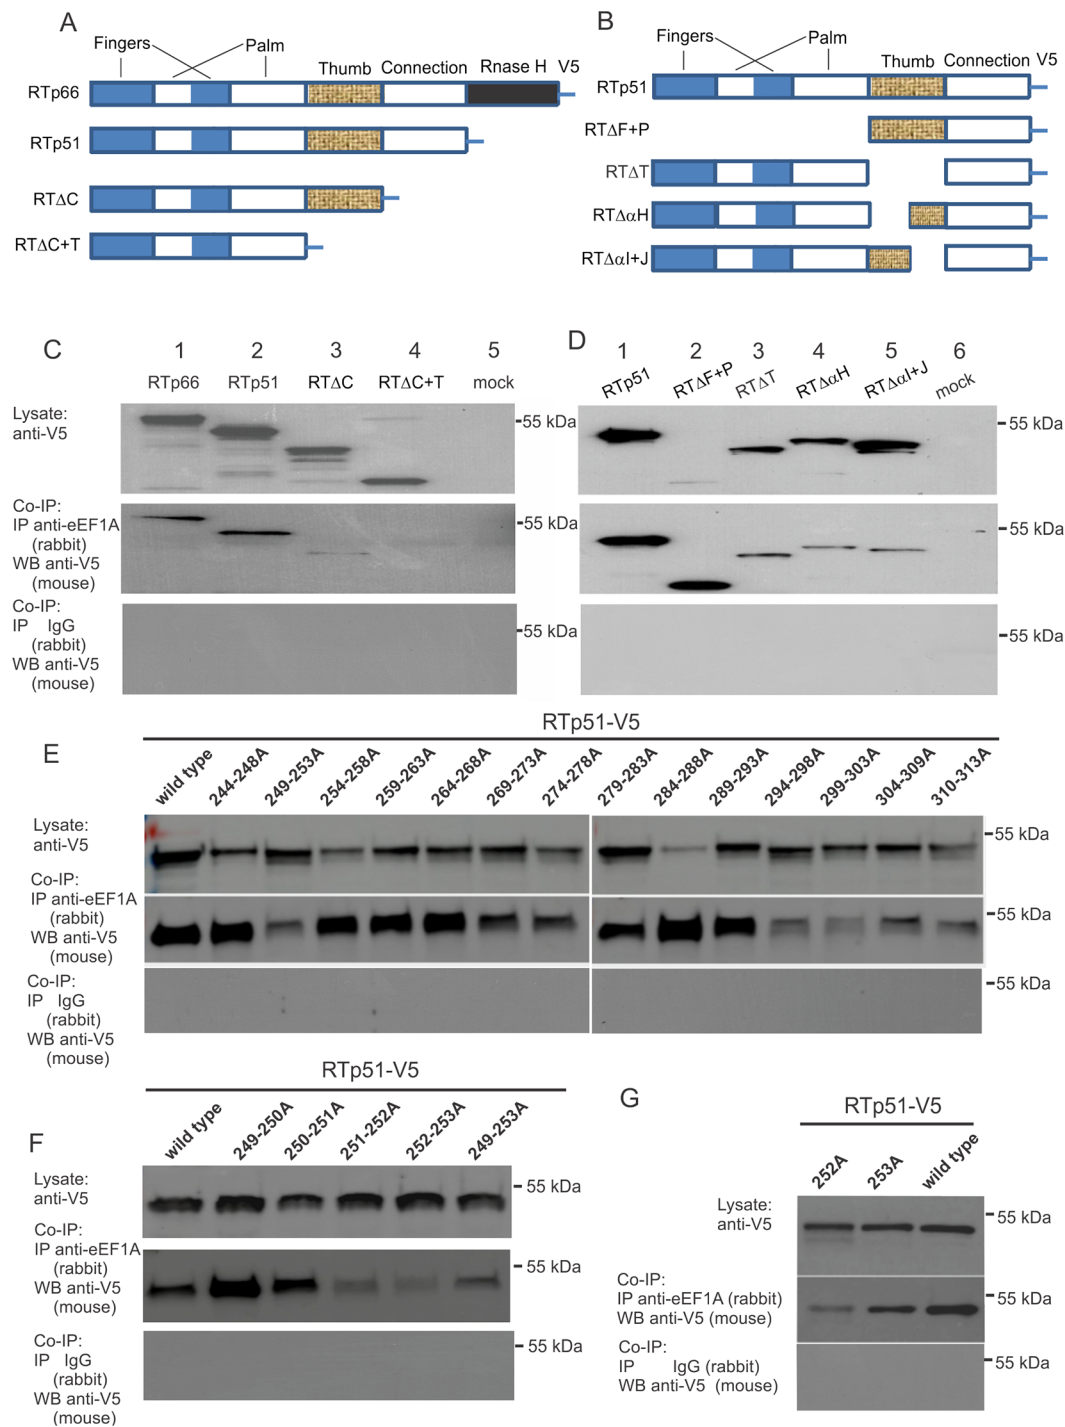 A
Fingers Palm
Thumb Connection Rnase H V5
RTp66
RTp51
RTΔC
RTΔC+T
B
Fingers Palm
Thumb Connection V5
RTp51
RTΔF+P
RTΔT
RTΔαH
RTΔαI+J
C
1 2 3 4 5
RTp66 RTp51 RTΔC RTΔC+T mock
Lysate:
anti-V5
55 kDa
Co-IP:
IP anti-eEF1A
(rabbit)
WB anti-V5
(mouse)
55 kDa
Co-IP:
IP IgG
(rabbit)
WB anti-V5
(mouse)
55 kDa
D
1 2 3 4 5 6
RTp51 RTΔF+P RTΔT RTΔαH RTΔαI+J mock
55 kDa
55 kDa
55 kDa
E
RTp51-V5
wild type 244-248A 249-253A 254-258A 259-263A 264-268A 269-273A 274-278A 279-283A 284-288A 289-293A 294-298A 299-303A 304-309A 310-313A
Lysate:
anti-V5
55 kDa
Co-IP:
IP anti-eEF1A
(rabbit)
WB anti-V5
(mouse)
55 kDa
Co-IP:
IP IgG
(rabbit)
WB anti-V5
(mouse)
55 kDa
F
RTp51-V5
wild type 249-250A 250-251A 251-252A 252-253A 249-253A
Lysate:
anti-V5
55 kDa
Co-IP:
IP anti-eEF1A
(rabbit)
WB anti-V5
(mouse)
55 kDa
Co-IP:
IP IgG
(rabbit)
WB anti-V5
(mouse)
55 kDa
G
RTp51-V5
252A 253A wild type
Lysate:
anti-V5
55 kDa
Co-IP:
IP anti-eEF1A (rabbit)
WB anti-V5 (mouse)
55 kDa
Co-IP:
IP IgG (rabbit)
WB anti-V5 (mouse)
55 kDa